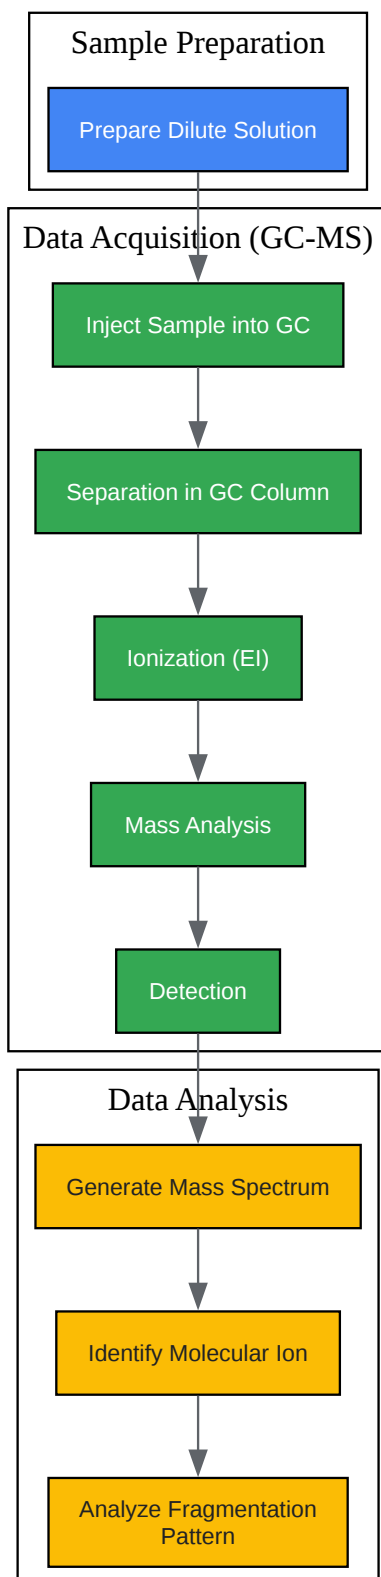 Sample Preparation
Prepare Dilute Solution
Data Acquisition (GC-MS)
Inject Sample into GC
Separation in GC Column
Ionization (EI)
Mass Analysis
Detection
Data Analysis
Generate Mass Spectrum
Identify Molecular Ion
Analyze Fragmentation
Pattern